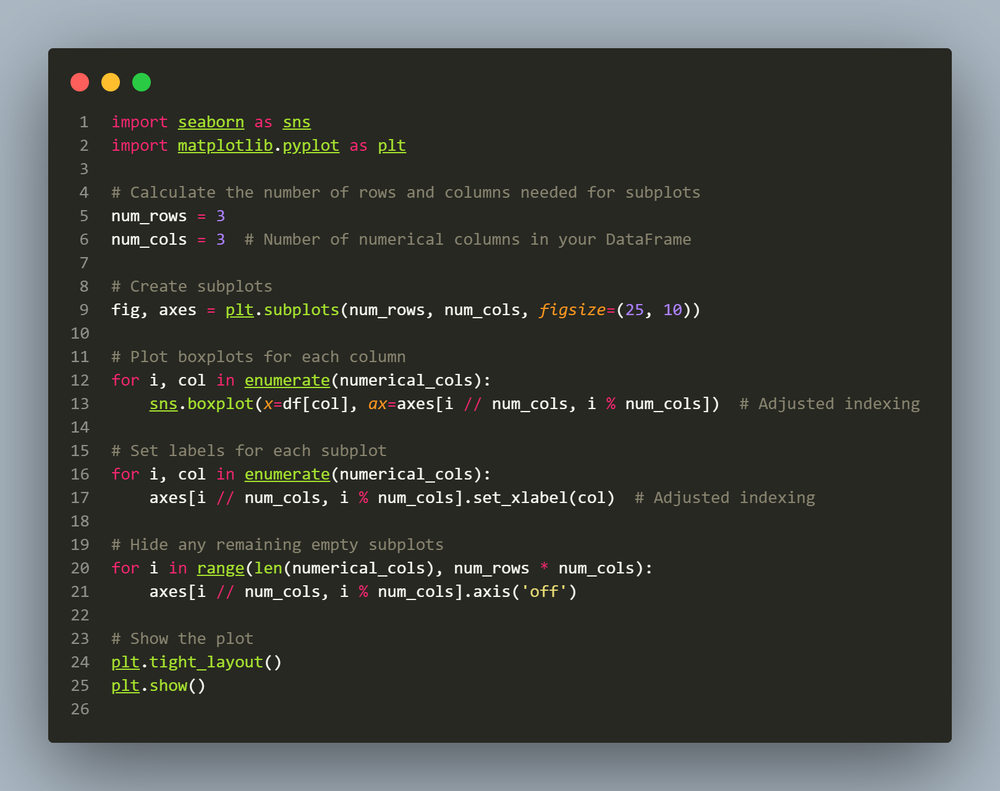 1 import seaborn as sns
2 import matplotlib.pyplot as plt
3
4 # Calculate the number of rows and columns needed for subplots
5 num_rows = 3
6 num_cols = 3  # Number of numerical columns in your DataFrame
7
8 # Create subplots
9 fig, axes = plt.subplots(num_rows, num_cols, figsize=(25, 10))
10
11 # Plot boxplots for each column
12 for i, col in enumerate(numerical_cols):
13     sns.boxplot(x=df[col], ax=axes[i // num_cols, i % num_cols])  # Adjusted indexing
14
15 # Set labels for each subplot
16 for i, col in enumerate(numerical_cols):
17     axes[i // num_cols, i % num_cols].set_xlabel(col)  # Adjusted indexing
18
19 # Hide any remaining empty subplots
20 for i in range(len(numerical_cols), num_rows * num_cols):
21     axes[i // num_cols, i % num_cols].axis('off')
22
23 # Show the plot
24 plt.tight_layout()
25 plt.show()
26